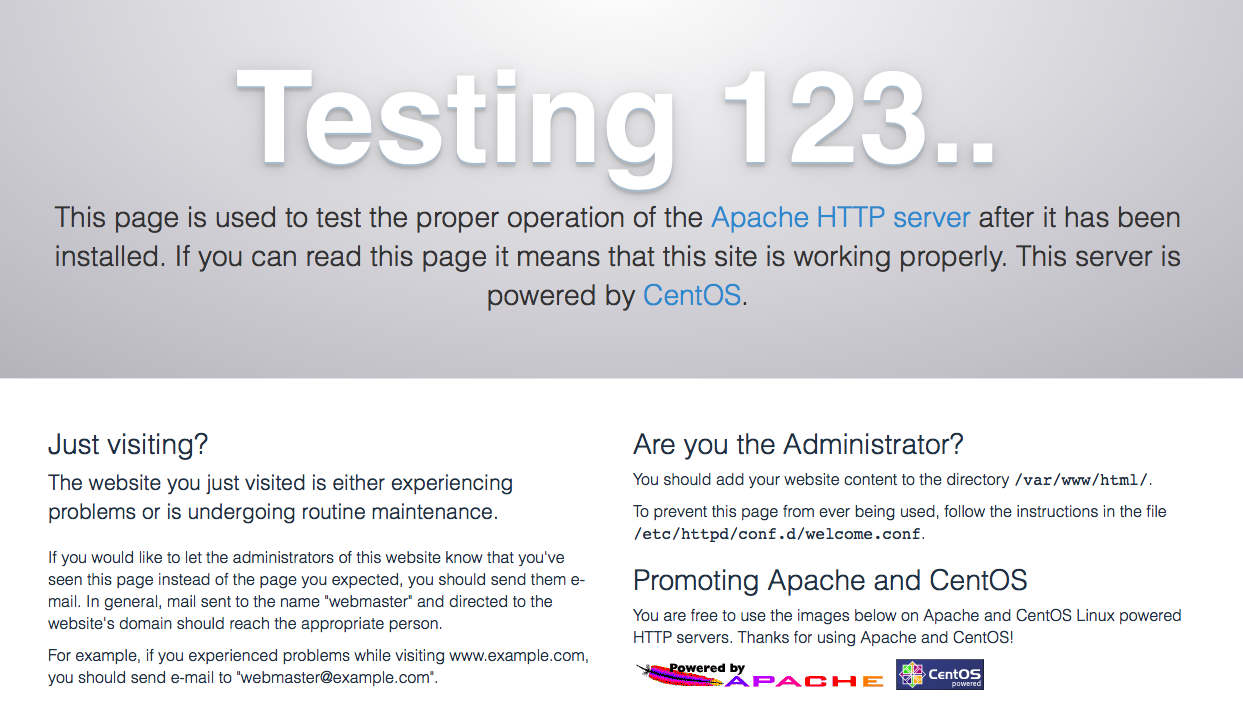 Testing 123..
This page is used to test the proper operation of the Apache HTTP server after it has been
installed. If you can read this page it means that this site is working properly. This server is
powered by CentOS.
Just visiting?
The website you just visited is either experiencing
problems or is undergoing routine maintenance.
If you would like to let the administrators of this website know that you've
seen this page instead of the page you expected, you should send them e-
mail. In general, mail sent to the name "webmaster" and directed to the
website's domain should reach the appropriate person.
For example, if you experienced problems while visiting www.example.com,
you should send e-mail to "webmaster@example.com".
Are you the Administrator?
You should add your website content to the directory /var/www/html/.
To prevent this page from ever being used, follow the instructions in the file
/etc/httpd/conf.d/welcome.conf.
Promoting Apache and CentOS
You are free to use the images below on Apache and CentOS Linux powered
HTTP servers. Thanks for using Apache and CentOS!
Powered by
APACHE
CentOS
powered